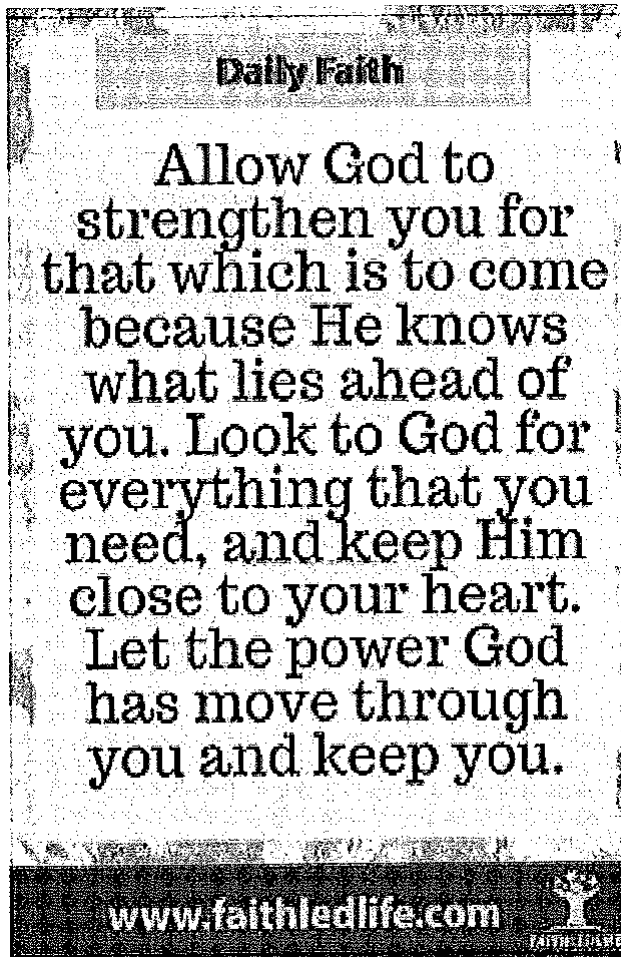 Daily Faith
Allow God to
strengthen you for
that which is to come
because He knows
what lies ahead of
you. Look to God for
everything that you
need, and keep Him
close to your heart.
Let the power God
has move through
you and keep you.
www.faithledlife.com